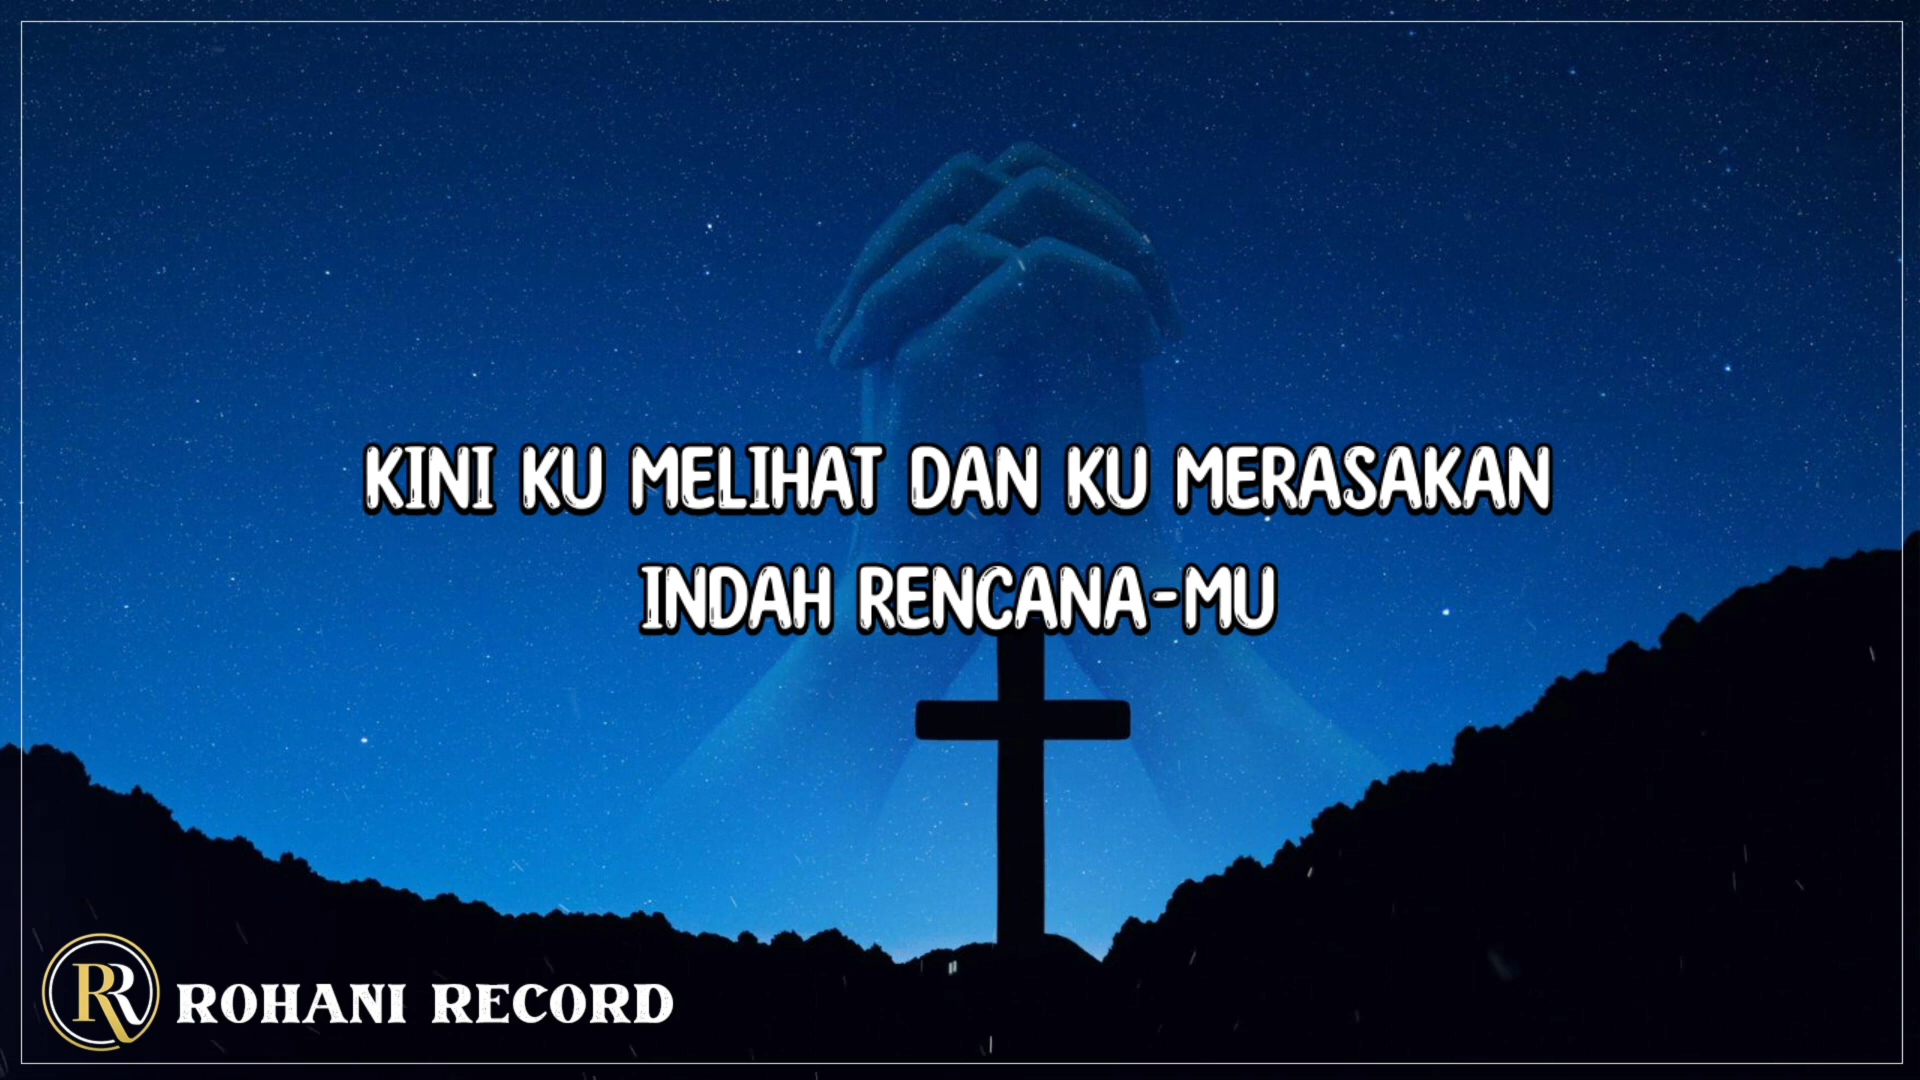 KINI KU MELIHAT DAN KU MERASAKAN
INDAH RENCANA-MU
RR ROHANI RECORD